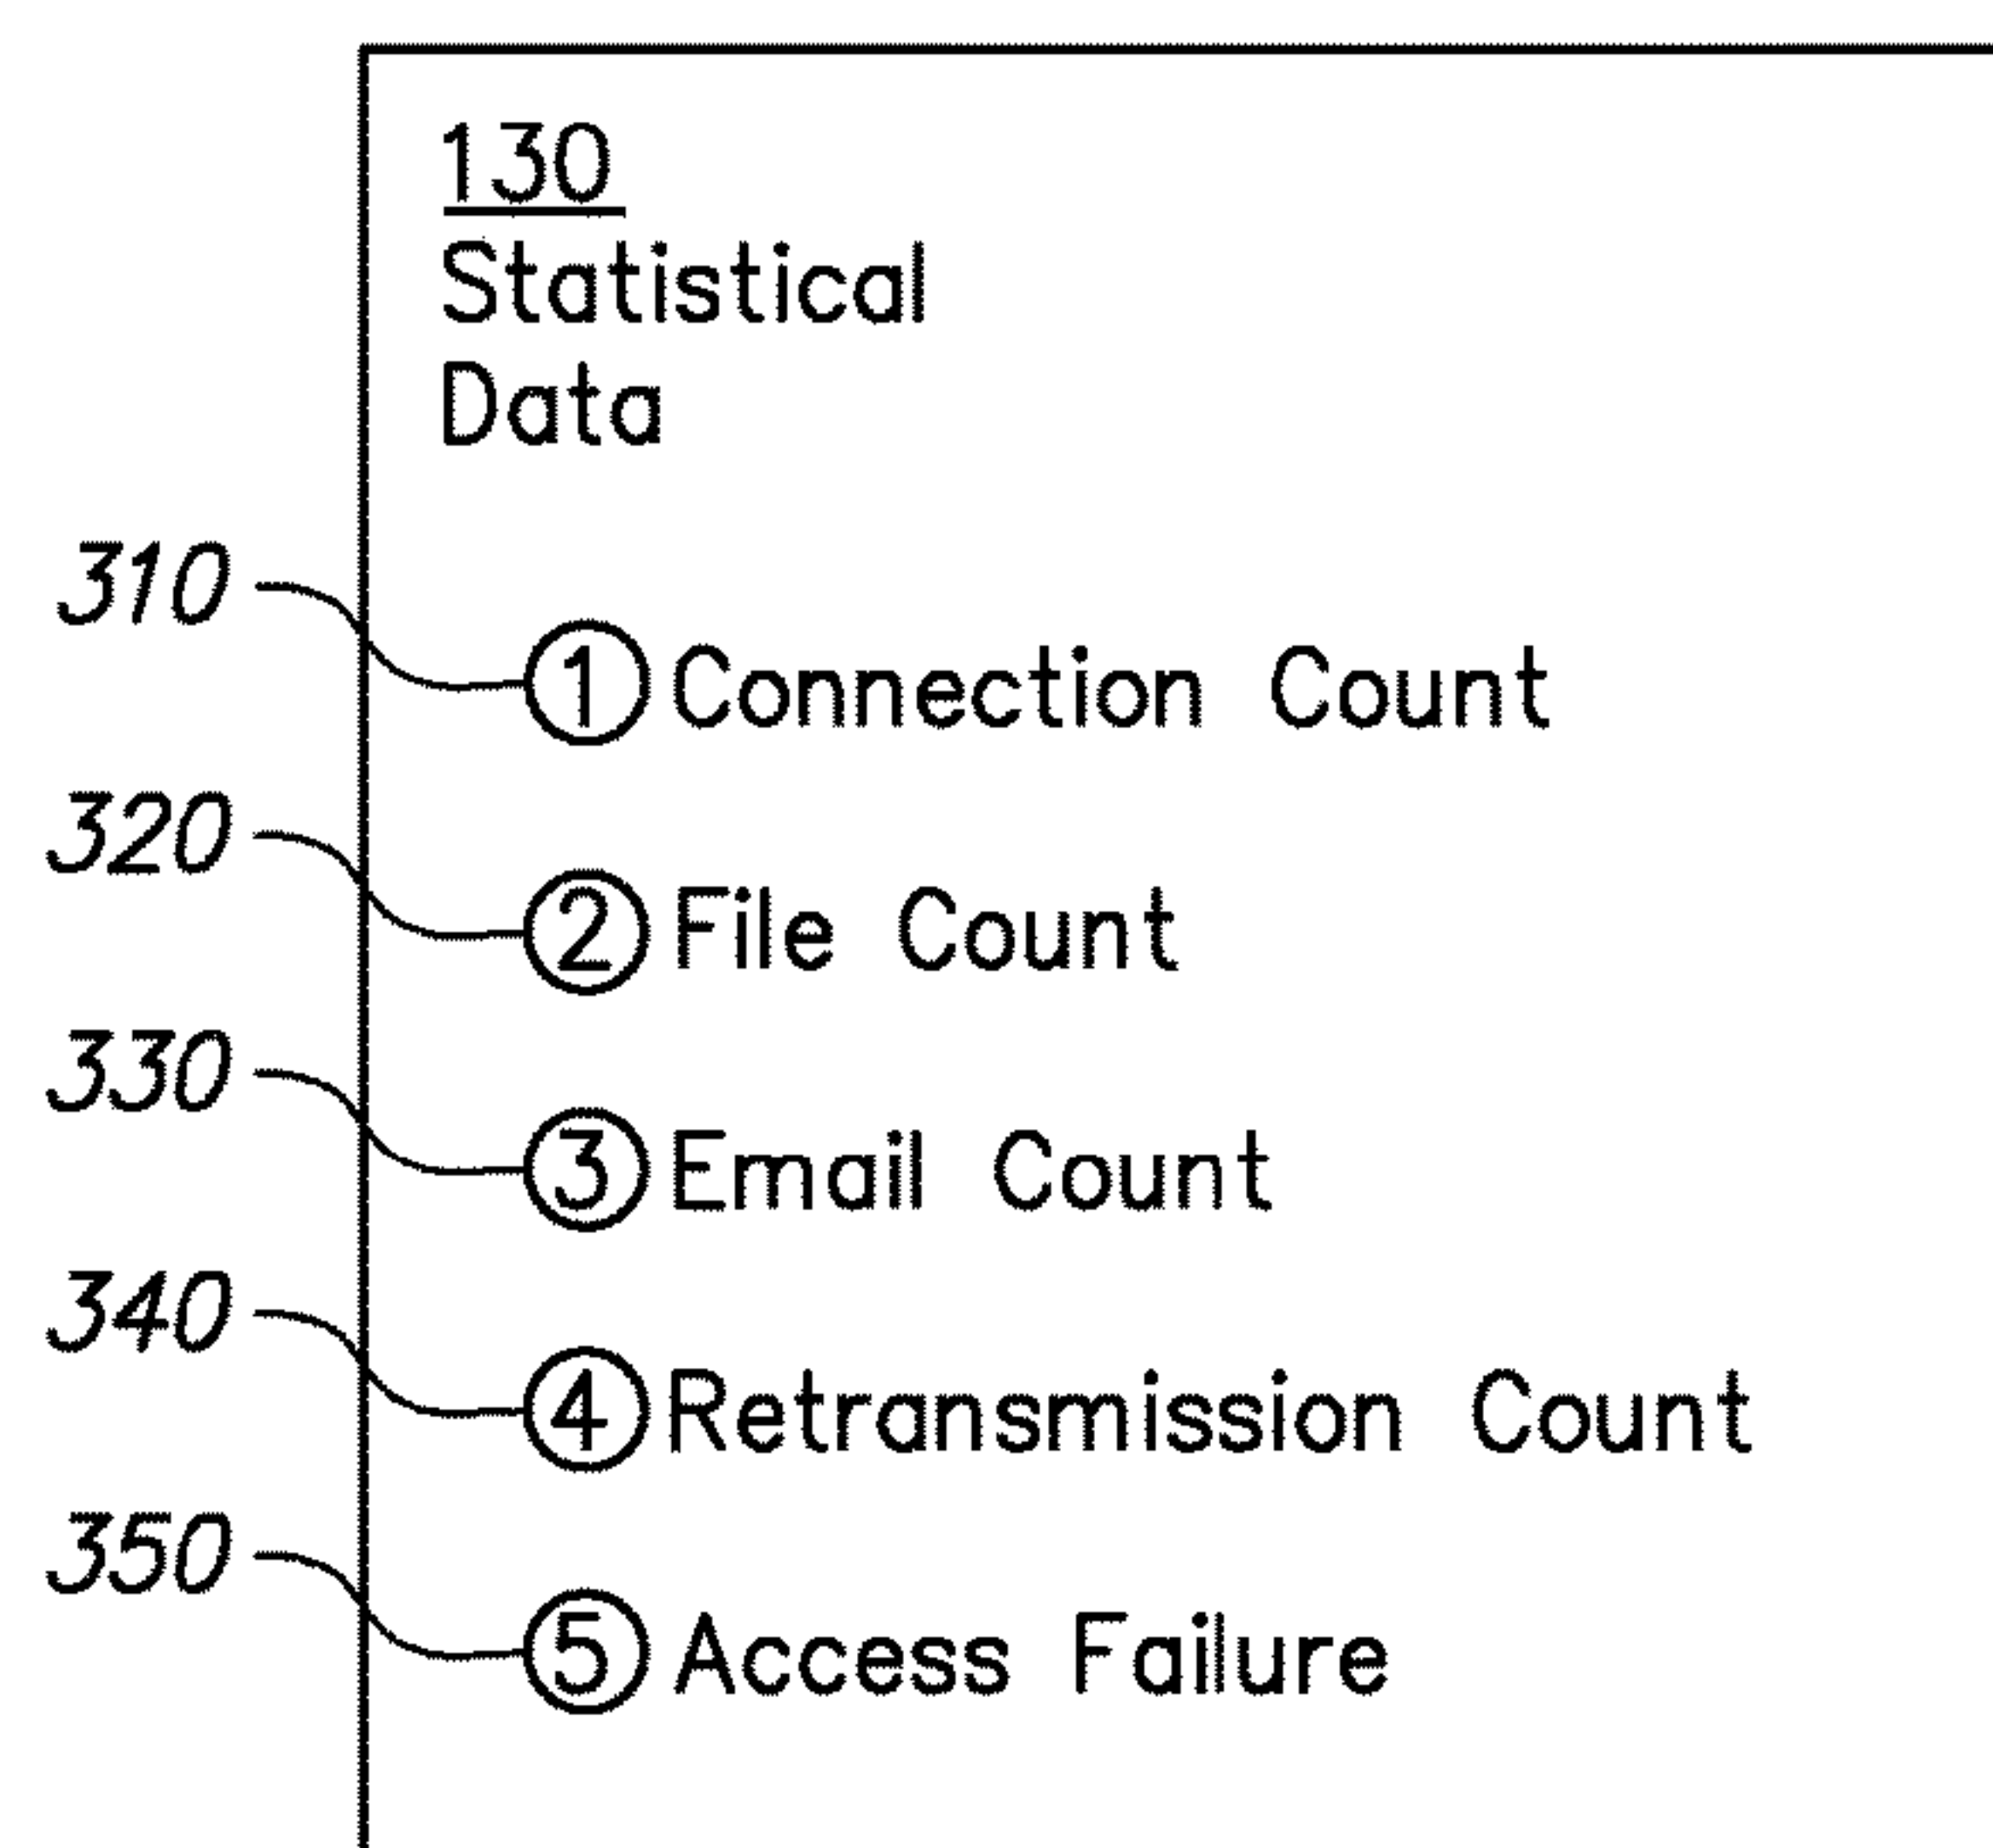 130
Statistical
Data
310
① Connection Count
320
② File Count
330
③ Email Count
340
④ Retransmission Count
350
⑤ Access Failure